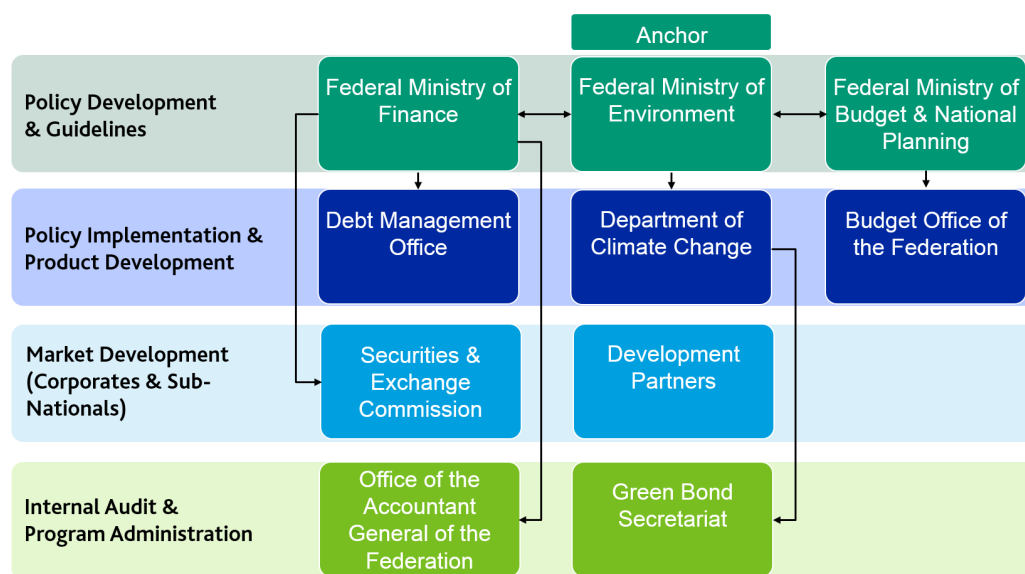 Anchor
Policy Development
& Guidelines
Federal Ministry of
Finance
Federal Ministry of
Environment
Federal Ministry of
Budget & National
Planning
Policy Implementation &
Product Development
Debt Management
Office
Department of
Climate Change
Budget Office of
the Federation
Market Development
(Corporates & Sub-
Nationals)
Securities &
Exchange
Commission
Development
Partners
Internal Audit &
Program Administration
Office of the
Accountant
General of the
Federation
Green Bond
Secretariat